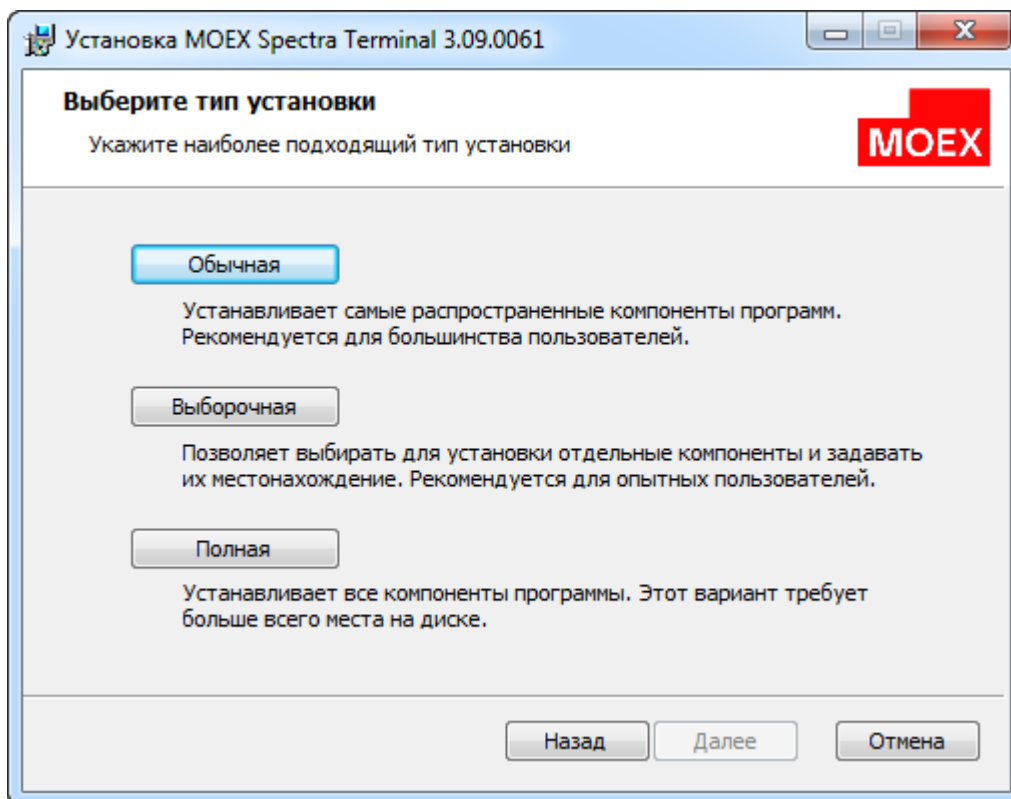 Установка MOEX Spectra Terminal 3.09.0061
Выберите тип установки
Укажите наиболее подходящий тип установки
MOEX
Обычная
Устанавливает самые распространенные компоненты программ.
Рекомендуется для большинства пользователей.
Выборочная
Позволяет выбирать для установки отдельные компоненты и задавать
их местонахождение. Рекомендуется для опытных пользователей.
Полная
Устанавливает все компоненты программы. Этот вариант требует
больше всего места на диске.
Назад
Далее
Отмена